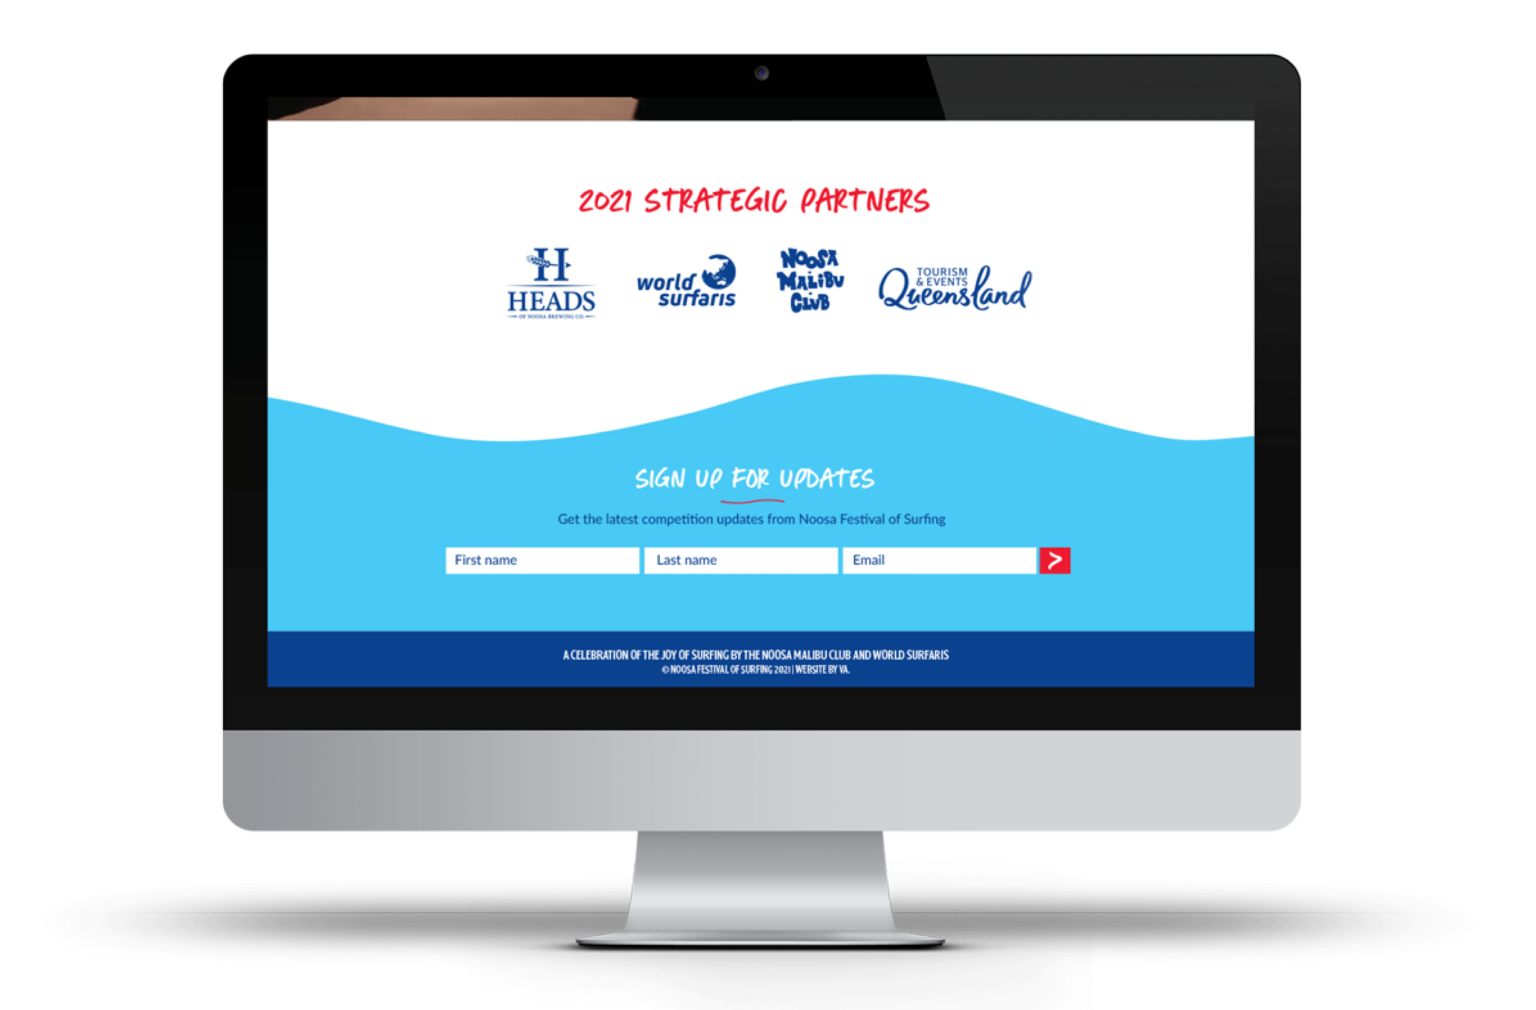 2021 STRATEGIC PARTNERS
H
HEADS
OF NOOSA BREWING CO.
world
surfaris
NOOSA
MALIBU
CLUB
TOURISM
& EVENTS
Queensland
SIGN UP FOR UPDATES
Get the latest competition updates from Noosa Festival of Surfing
First name
Last name
Email
>
A CELEBRATION OF THE JOY OF SURFING BY THE NOOSA MALIBU CLUB AND WORLD SURFARIS
© NOOSA FESTIVAL OF SURFING 2021 | WEBSITE BY VA.